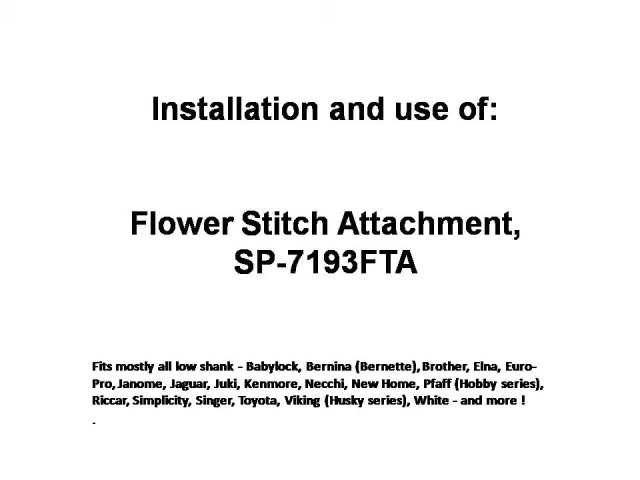 Installation and use of:
Flower Stitch Attachment,
SP-7193FTA
Fits mostly all low shank - Babylock, Bernina (Bernette), Brother, Elna, Euro-
Pro, Janome, Jaguar, Juki, Kenmore, Necchi, New Home, Pfaff (Hobby series),
Riccar, Simplicity, Singer, Toyota, Viking (Husky series), White - and more !
.